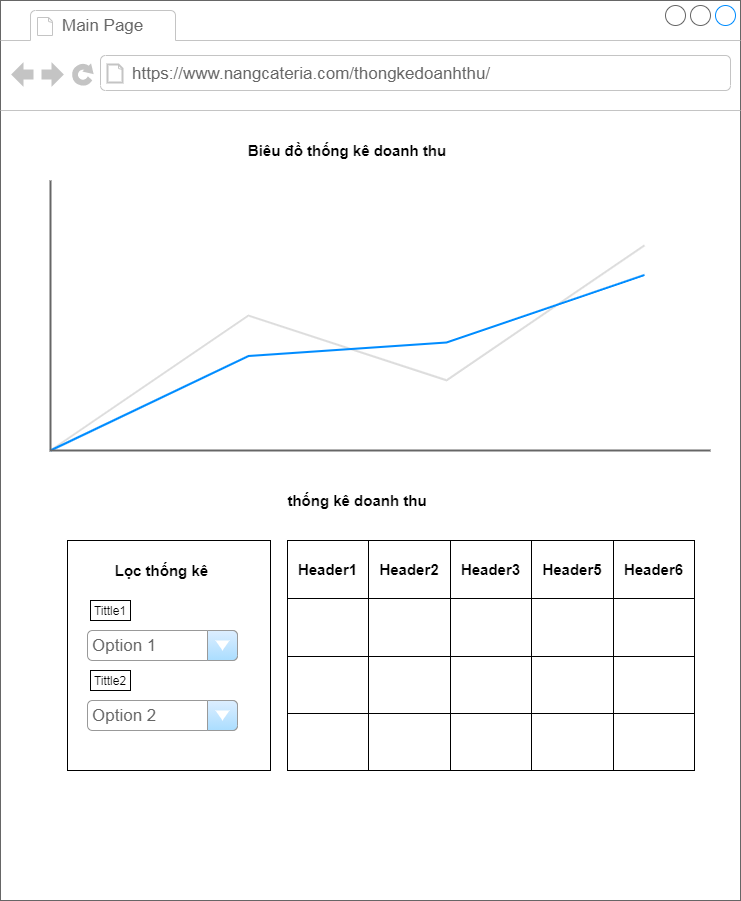 Main Page
https://www.nangcateria.com/thongkedoanhthu/
Biêu đồ thống kê doanh thu
thống kê doanh thu
Lọc thống kê
Tittle1
Option 1
Tittle2
Option 2
Header1 Header2 Header3 Header5 Header6